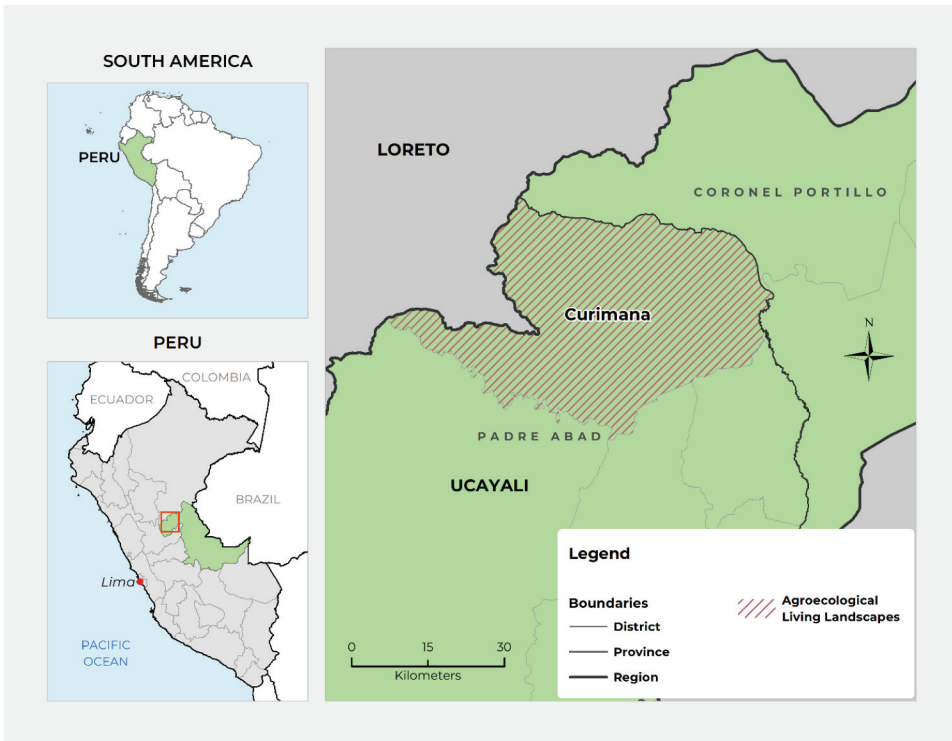 SOUTH AMERICA
PERU
PERU
COLOMBIA
ECUADOR
BRAZIL
Lima
PACIFIC
OCEAN
LORETO
CORONEL PORTILLO
Curimana
N
PADRE ABAD
UCAYALI
0 15 30
Kilometers
Legend
Boundaries
District
Province
Region
Agroecological
Living Landscapes